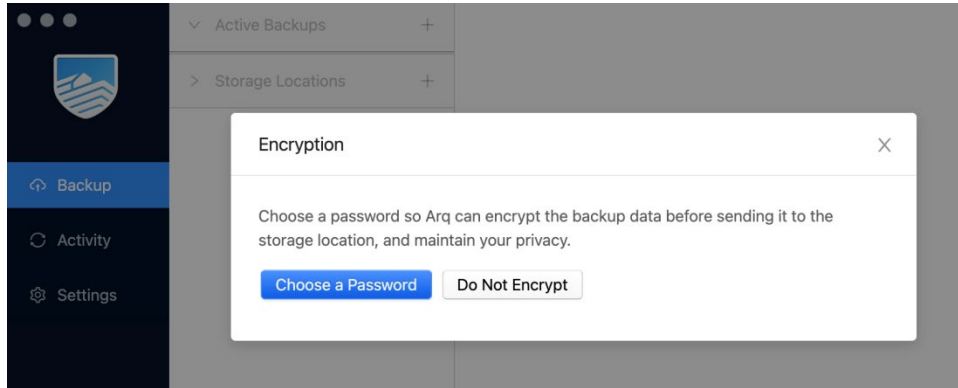 Active Backups
Storage Locations
Encryption
Backup
Choose a password so Arq can encrypt the backup data before sending it to the
storage location, and maintain your privacy.
Activity
Choose a Password
Do Not Encrypt
Settings